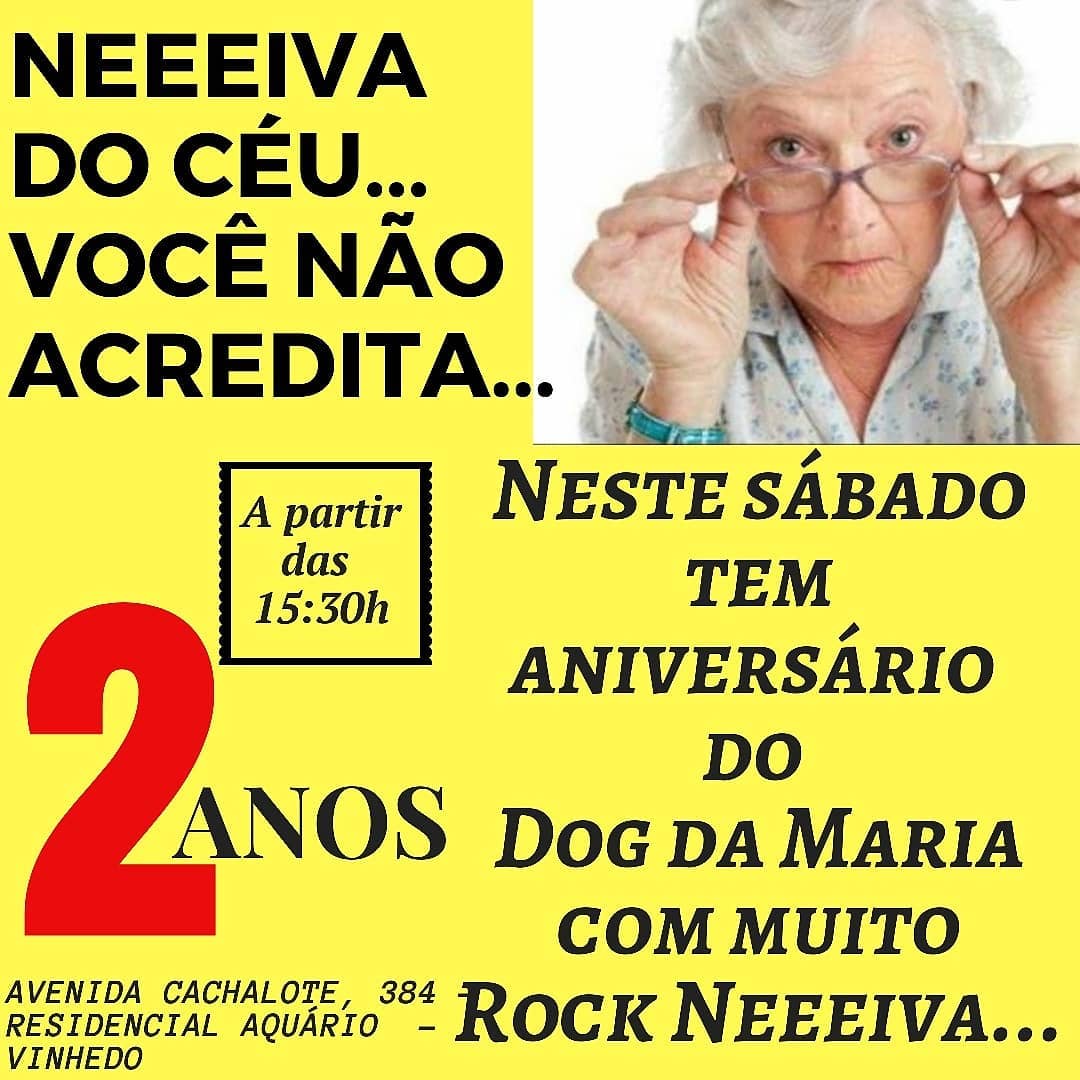 NEEEIVA
DO CÉU...
VOCÊ NÃO
ACREDITA...
A partir
das
15:30h
2 ANOS
NESTE SÁBADO
TEM
ANIVERSÁRIO
DO
DOG DA MARIA
COM MUITO
ROCK NEEEIVA...
AVENIDA CACHALOTE, 384 -
RESIDENCIAL AQUÁRIO -
VINHEDO